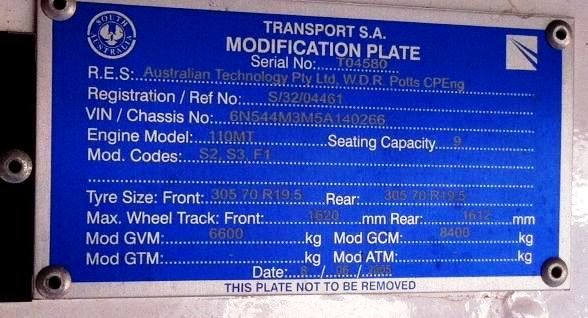 SOUTH AUSTRALIA
TRANSPORT S.A.
MODIFICATION PLATE
Serial No: T04580
R.E.S: Australian Technology Pty Ltd, W.D.R. Potts CPEng
Registration / Ref No: S/32/04461
VIN / Chassis No: 6N544M3M5A140266
Engine Model: 110MT Seating Capacity 9
Mod. Codes: S2, S3, F1
Tyre Size: Front: 305 70 R19.5 Rear: 305 70 R19.5
Max. Wheel Track: Front: 1620 mm Rear: 1612 mm
Mod GVM: 6600 kg Mod GCM: 8400 kg
Mod GTM: kg Mod ATM: kg
Date: / /
THIS PLATE NOT TO BE REMOVED